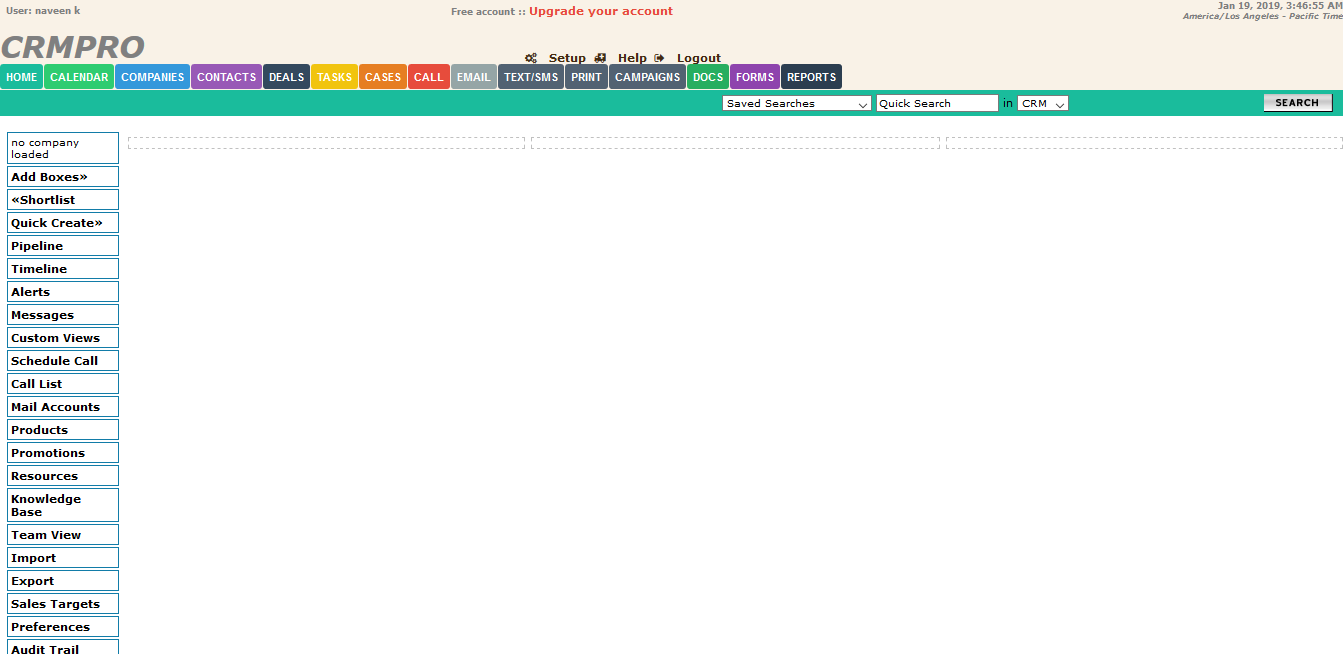 User: naveen k
Free account :: Upgrade your account
Jan 19, 2019, 3:46:55 AM
America/Los Angeles - Pacific Time
CRMPRO
Setup Help Logout
HOME CALENDAR COMPANIES CONTACTS DEALS TASKS CASES CALL EMAIL TEXT/SMS PRINT CAMPAIGNS DOCS FORMS REPORTS
Saved Searches Quick Search in CRM SEARCH
no company
loaded
Add Boxes»
«Shortlist
Quick Create»
Pipeline
Timeline
Alerts
Messages
Custom Views
Schedule Call
Call List
Mail Accounts
Products
Promotions
Resources
Knowledge
Base
Team View
Import
Export
Sales Targets
Preferences
Audit Trail